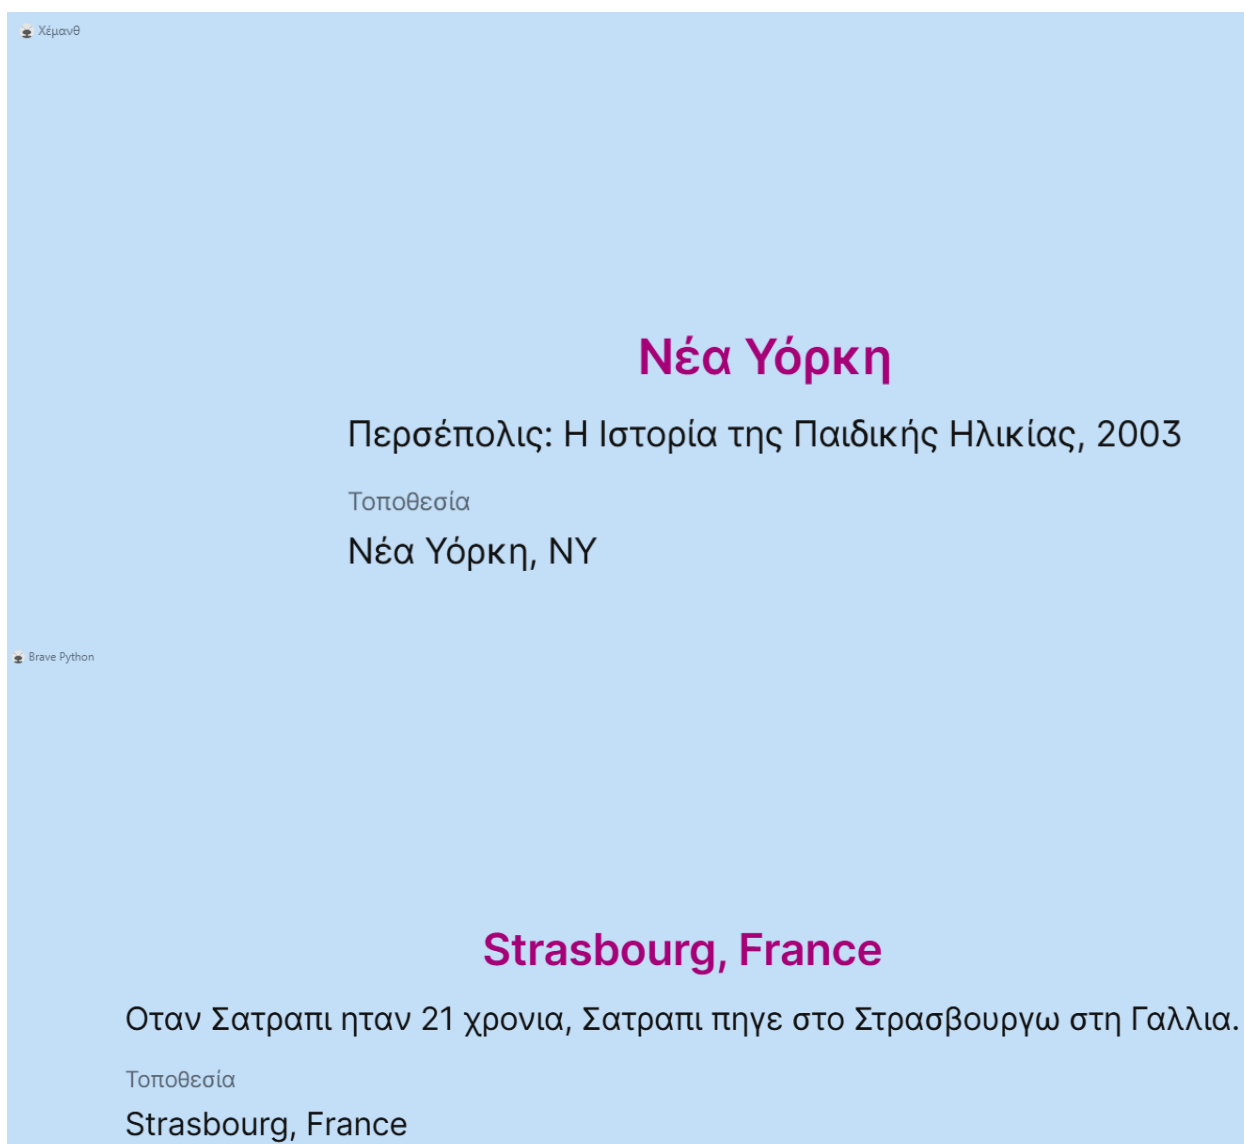 Χέμανθ
Νέα Υόρκη
Περσέπολις: Η Ιστορία της Παιδικής Ηλικίας, 2003
Τοποθεσία
Νέα Υόρκη, NY
Brave Python
Strasbourg, France
Οταν Σατραπι ηταν 21 χρονια, Σατραπι πηγε στο Στρασβουργω στη Γαλλια.
Τοποθεσία
Strasbourg, France